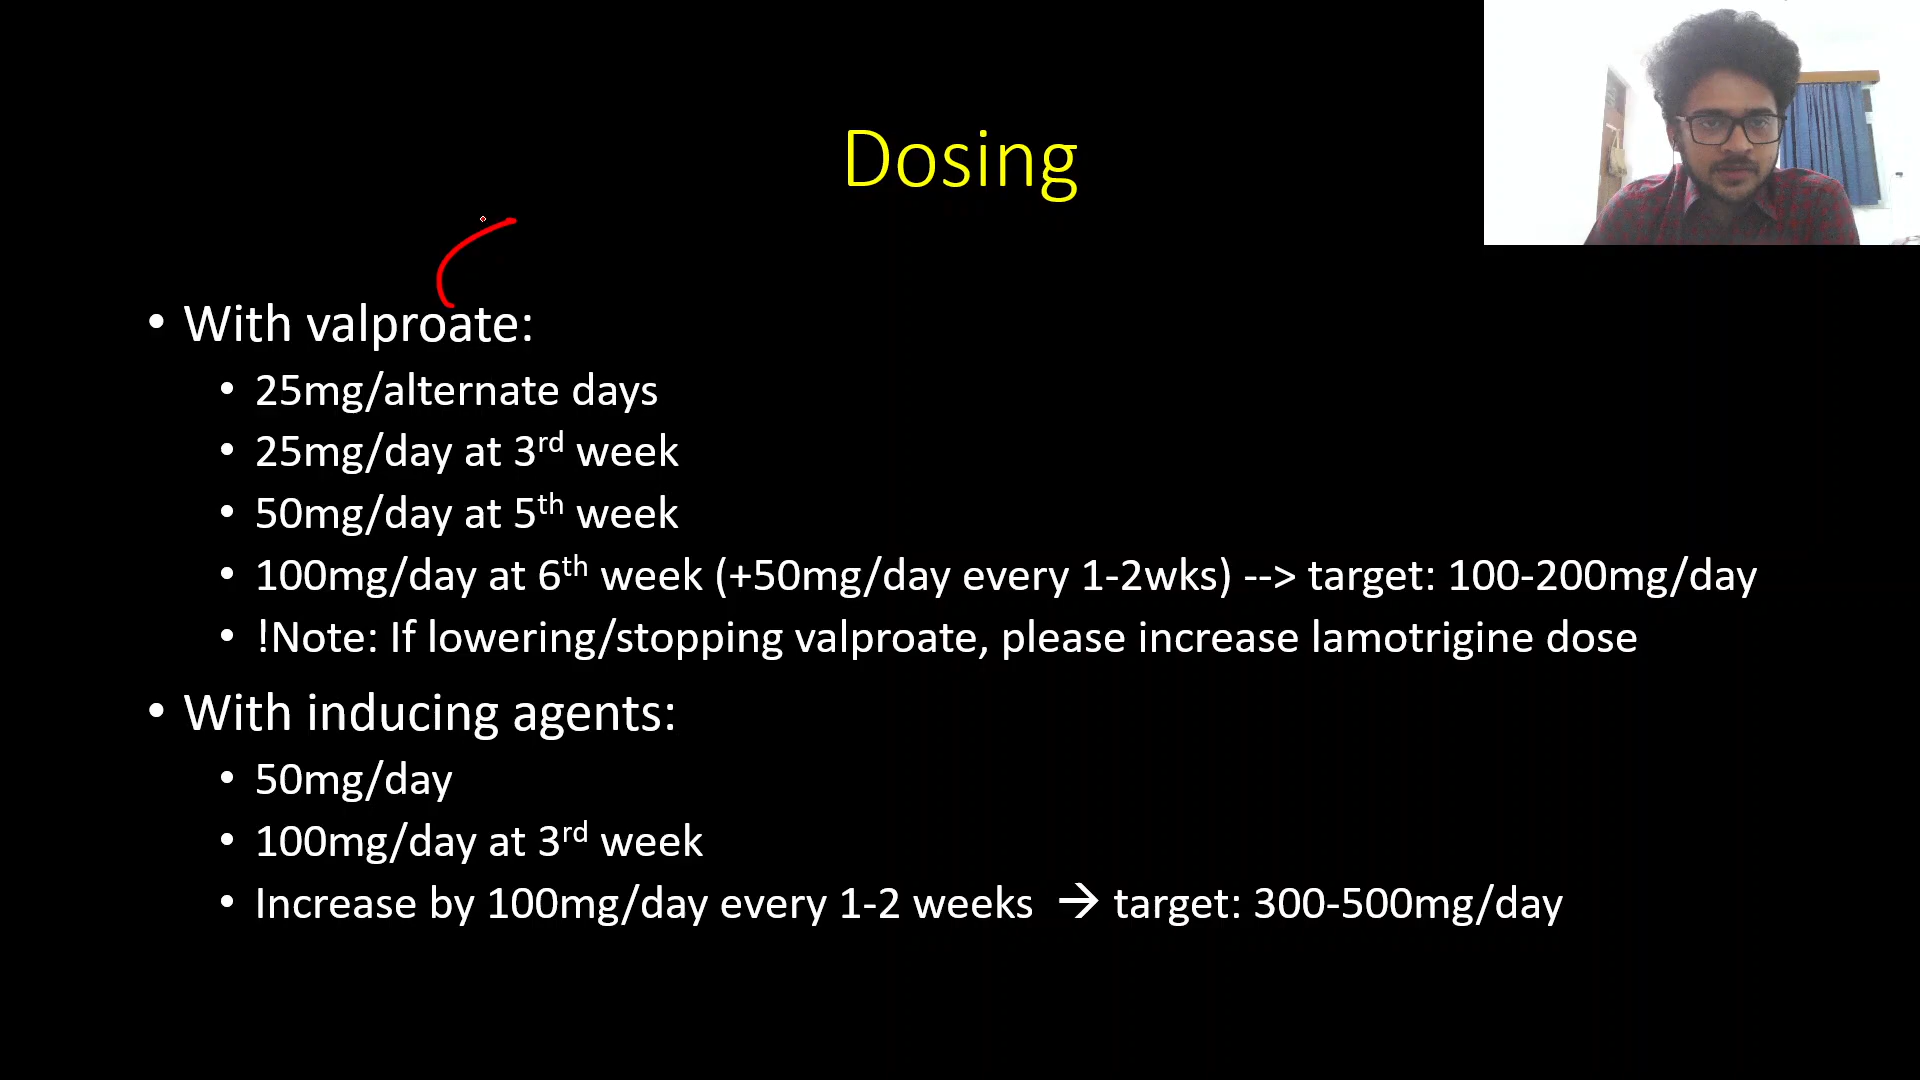 Dosing
• With valproate:
• 25mg/alternate days
• 25mg/day at 3rd week
• 50mg/day at 5th week
• 100mg/day at 6th week (+50mg/day every 1-2wks) --> target: 100-200mg/day
• !Note: If lowering/stopping valproate, please increase lamotrigine dose
• With inducing agents:
• 50mg/day
• 100mg/day at 3rd week
• Increase by 100mg/day every 1-2 weeks → target: 300-500mg/day